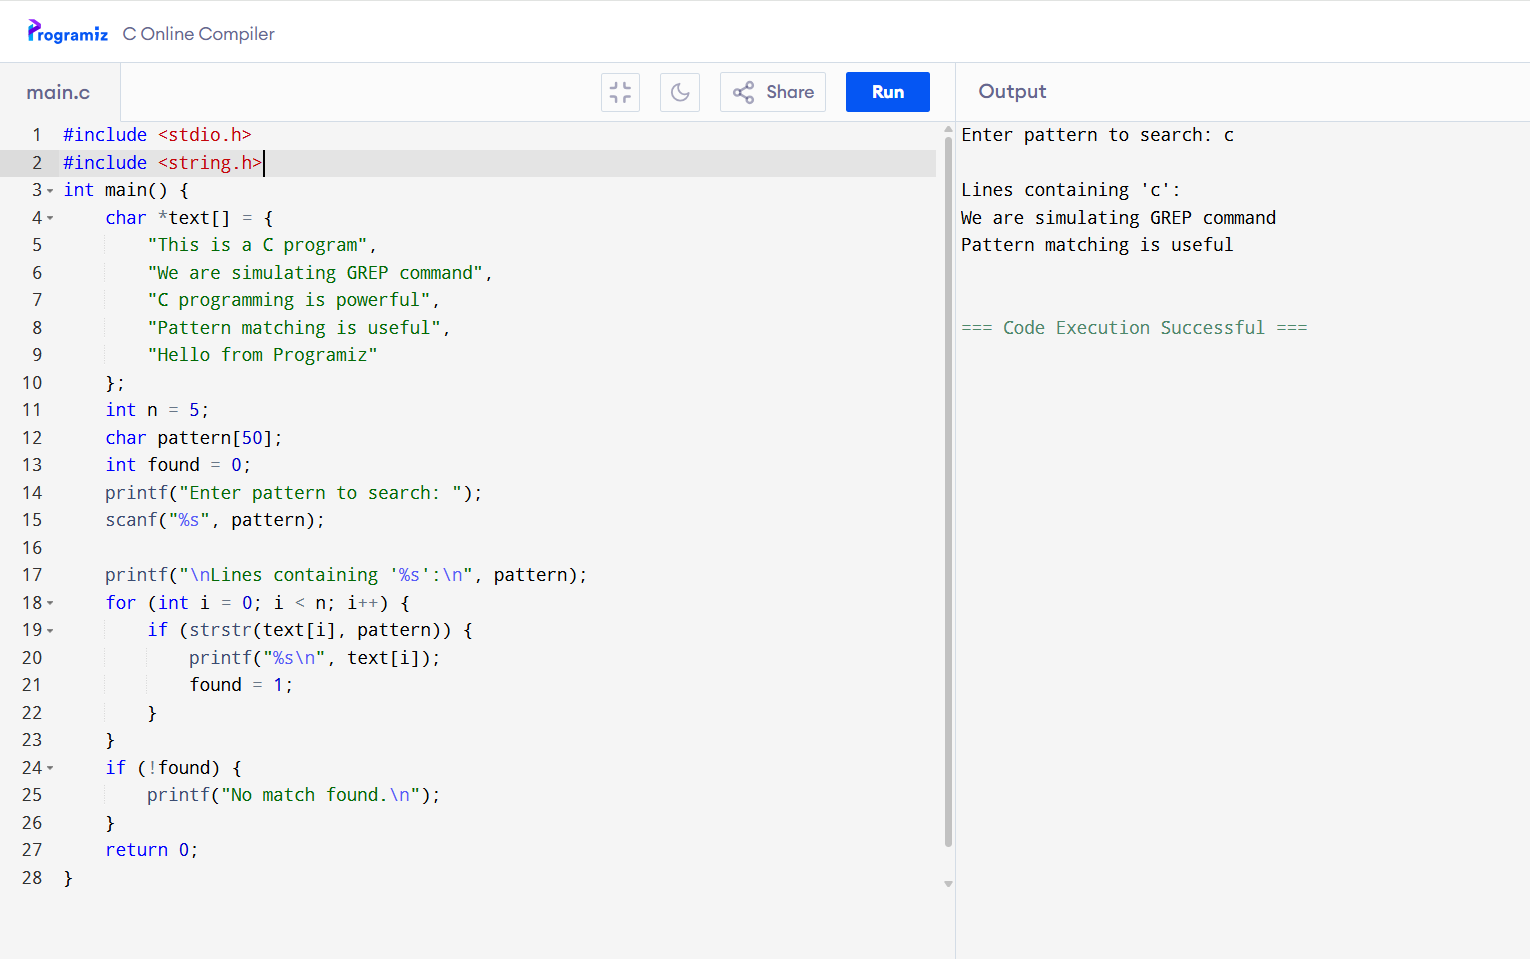 Programiz C Online Compiler
main.c
Share
Run
Output
1 #include <stdio.h>
2 #include <string.h>
3 int main() {
4     char *text[] = {
5         "This is a C program",
6         "We are simulating GREP command",
7         "C programming is powerful",
8         "Pattern matching is useful",
9         "Hello from Programiz"
10     };
11     int n = 5;
12     char pattern[50];
13     int found = 0;
14     printf("Enter pattern to search: ");
15     scanf("%s", pattern);
16
17     printf("\nLines containing '%s':\n", pattern);
18     for (int i = 0; i < n; i++) {
19         if (strstr(text[i], pattern)) {
20             printf("%s\n", text[i]);
21             found = 1;
22         }
23     }
24     if (!found) {
25         printf("No match found.\n");
26     }
27     return 0;
28 }
Enter pattern to search: c
Lines containing 'c':
We are simulating GREP command
Pattern matching is useful
=== Code Execution Successful ===